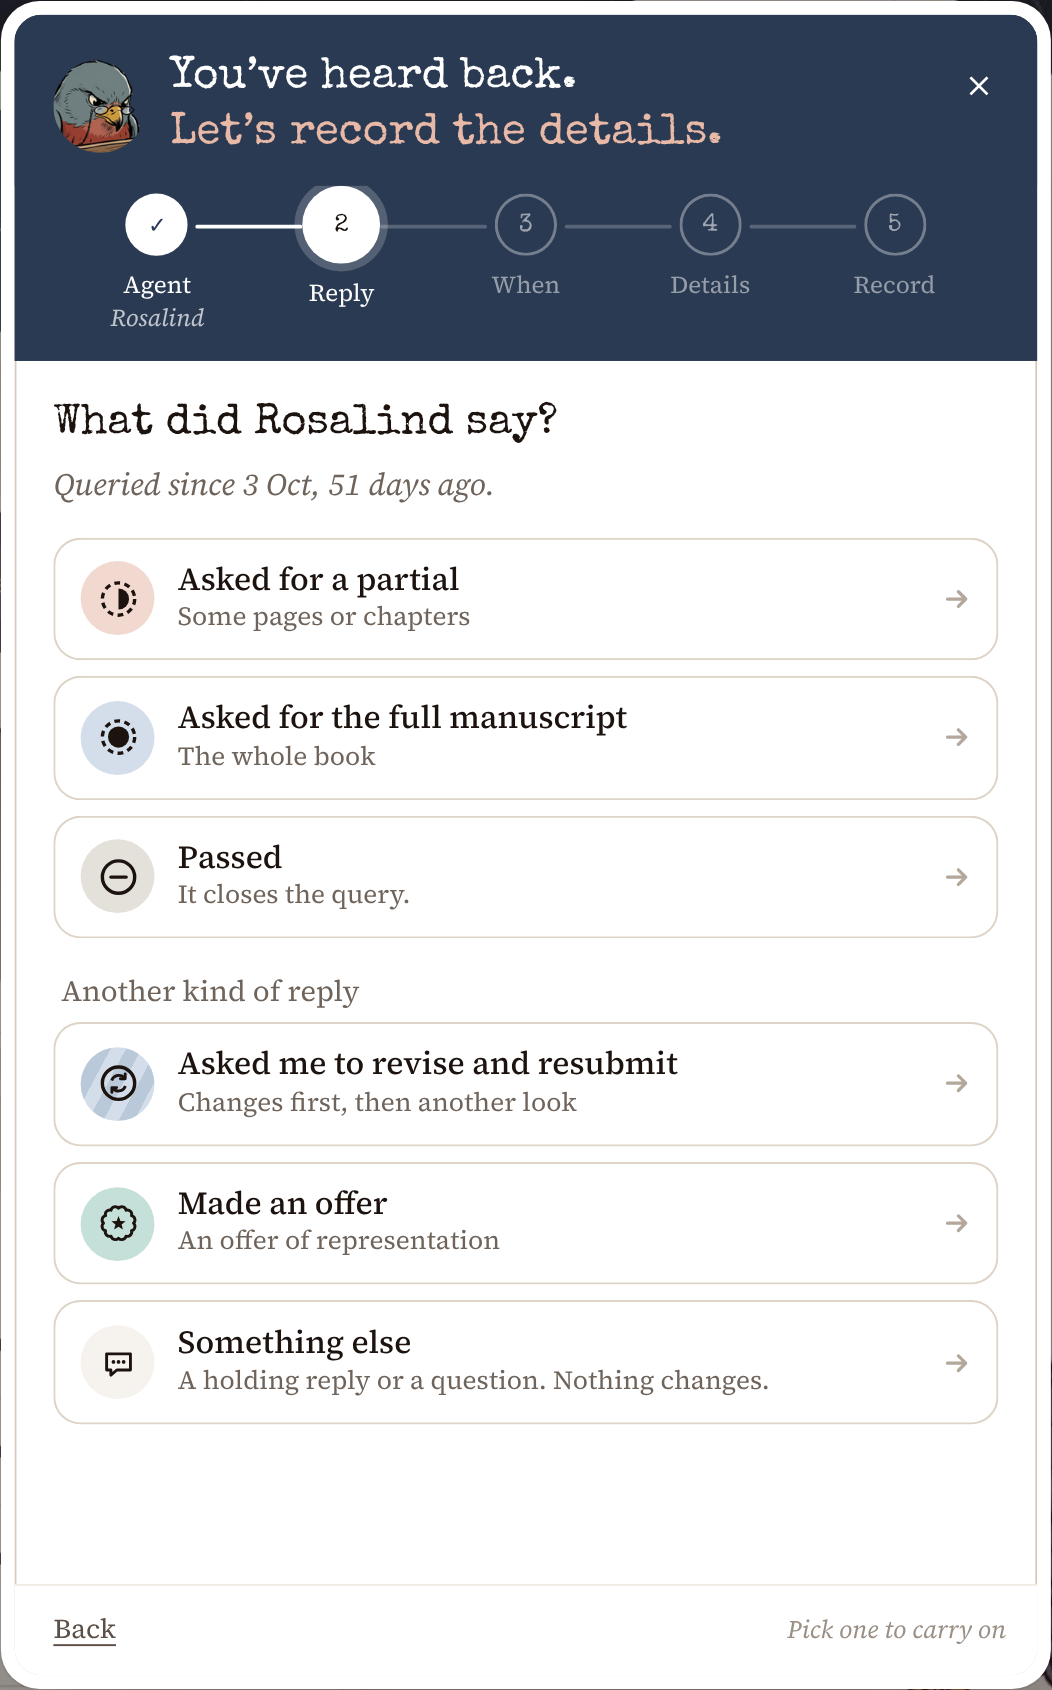 You’ve heard back.
Let’s record the details.
✓
2
3
4
5
Agent
Reply
When
Details
Record
Rosalind
What did Rosalind say?
Queried since 3 Oct, 51 days ago.
Asked for a partial
Some pages or chapters
Asked for the full manuscript
The whole book
Passed
It closes the query.
Another kind of reply
Asked me to revise and resubmit
Changes first, then another look
Made an offer
An offer of representation
Something else
A holding reply or a question. Nothing changes.
Back
Pick one to carry on